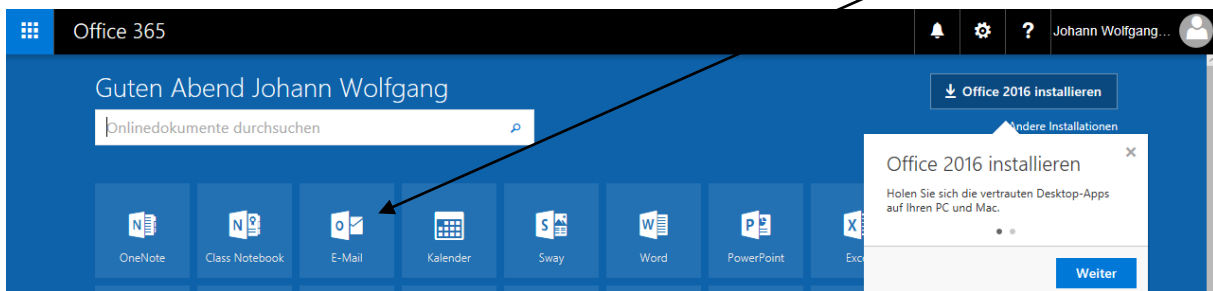 Office 365
?
Johann Wolfgang...
Guten Abend Johann Wolfgang
Onlinedokumente durchsuchen
Office 2016 installieren
Andere Installationen
Office 2016 installieren
Holen Sie sich die vertrauten Desktop-Apps
auf Ihren PC und Mac.
Weiter
OneNote
Class Notebook
E-Mail
Kalender
Sway
Word
PowerPoint